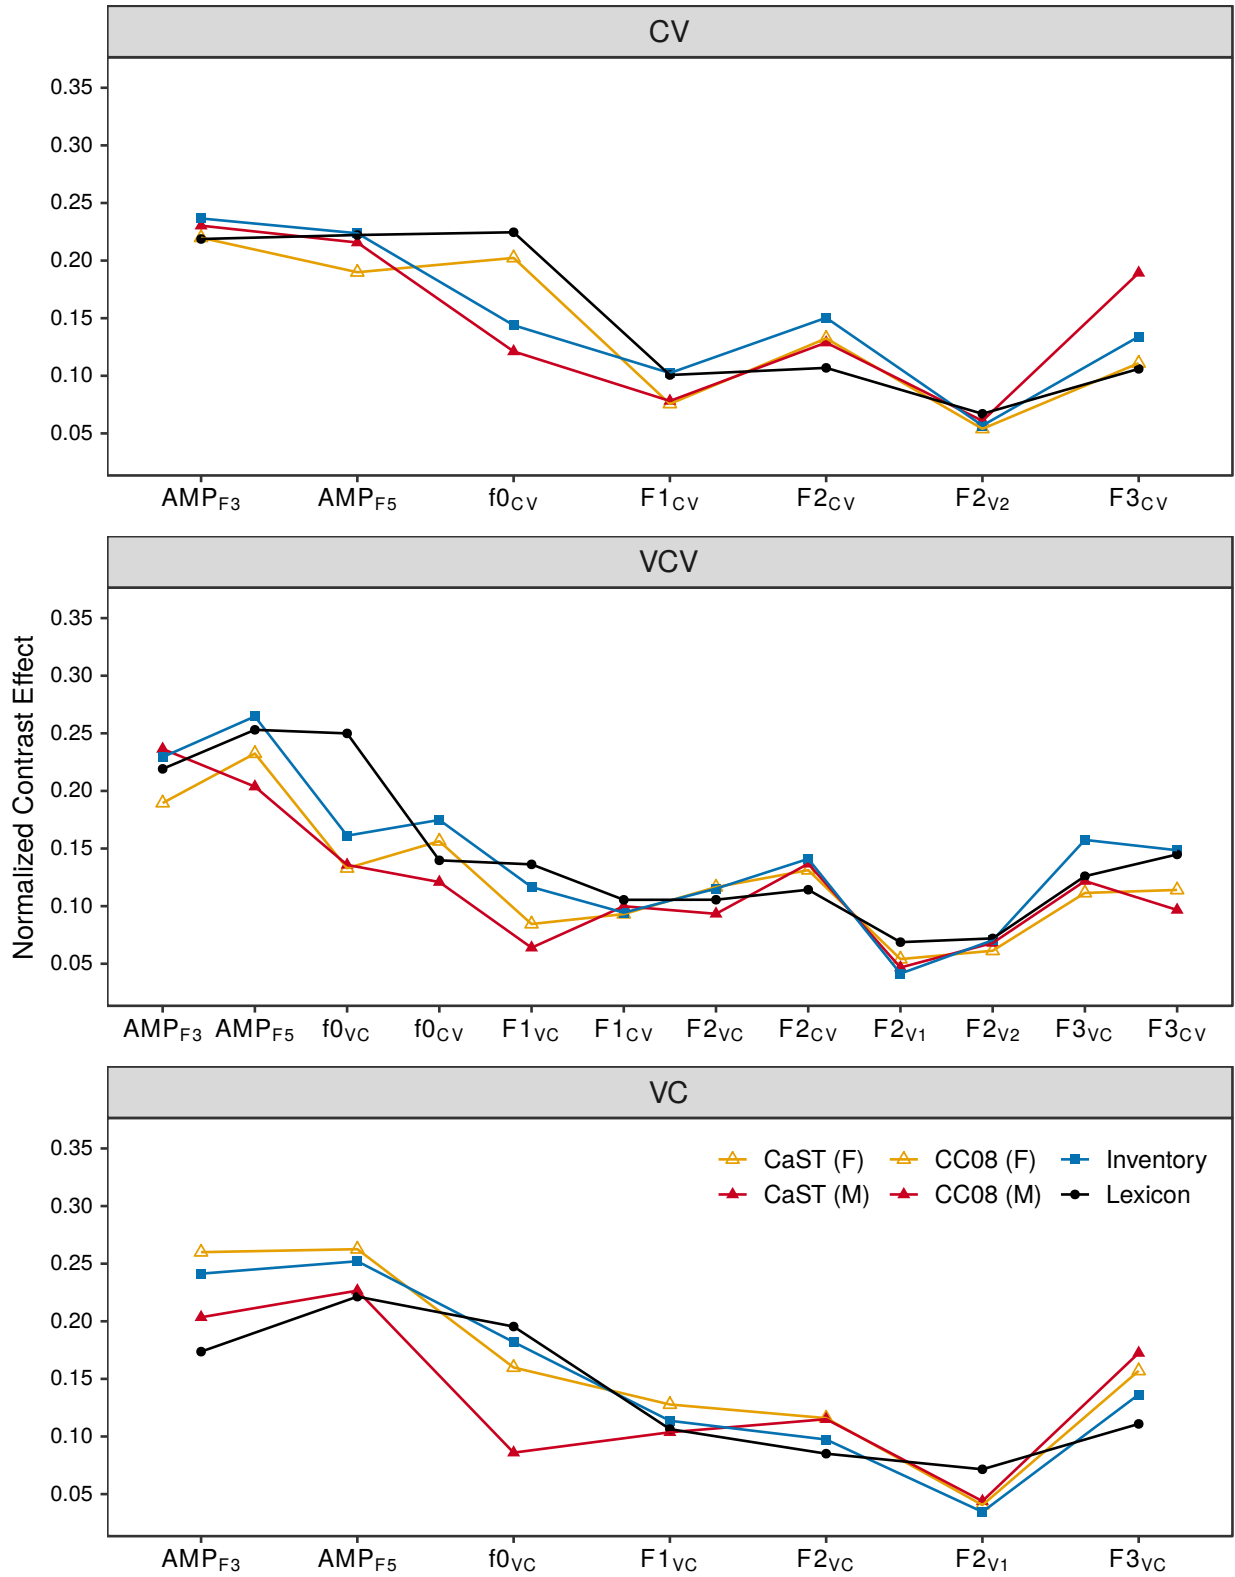 CV
0.35
0.30
0.25
0.20
0.15
0.10
0.05
AMPF3 AMPF5 f0CV F1CV F2CV F2V2 F3CV
VCV
Normalized Contrast Effect
0.35
0.30
0.25
0.20
0.15
0.10
0.05
AMPF3 AMPF5 f0VC f0CV F1VC F1CV F2VC F2CV F2V1 F2V2 F3VC F3CV
VC
0.35
0.30
0.25
0.20
0.15
0.10
0.05
CaST (F) CC08 (F) Inventory
CaST (M) CC08 (M) Lexicon
AMPF3 AMPF5 f0VC F1VC F2VC F2V1 F3VC